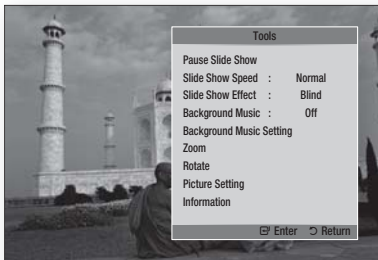 Tools
Pause Slide Show
Slide Show Speed : Normal
Slide Show Effect : Blind
Background Music : Off
Background Music Setting
Zoom
Rotate
Picture Setting
Information
Enter Return